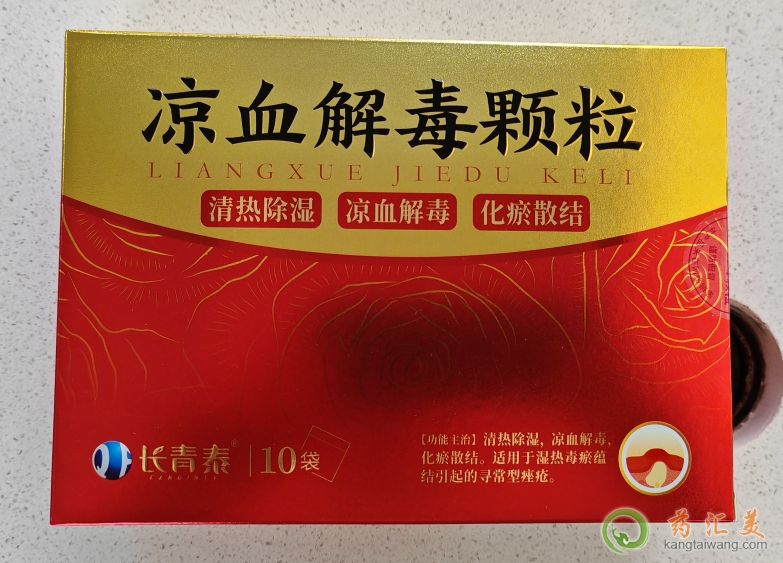 凉血解毒颗粒
LIANGXUE JIEDU KELI
清热除湿 凉血解毒 化瘀散结
长青泰® 10袋
【功能主治】清热除湿，凉血解毒，
化瘀散结。适用于湿热毒瘀蕴
结引起的寻常型痤疮。
药汇美
kangtaiwang.com